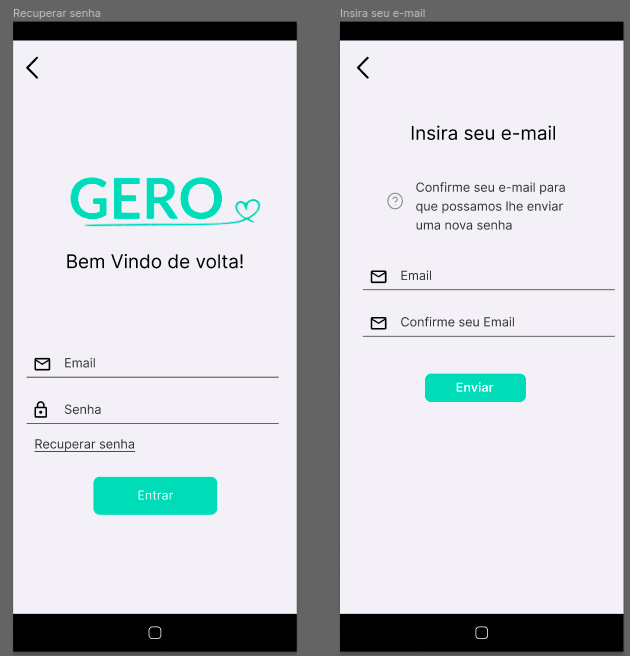 Recuperar senha
GERO
Bem Vindo de volta!
Email
Senha
Recuperar senha
Entrar
Insira seu e-mail
Insira seu e-mail
Confirme seu e-mail para
que possamos lhe enviar
uma nova senha
Email
Confirme seu Email
Enviar